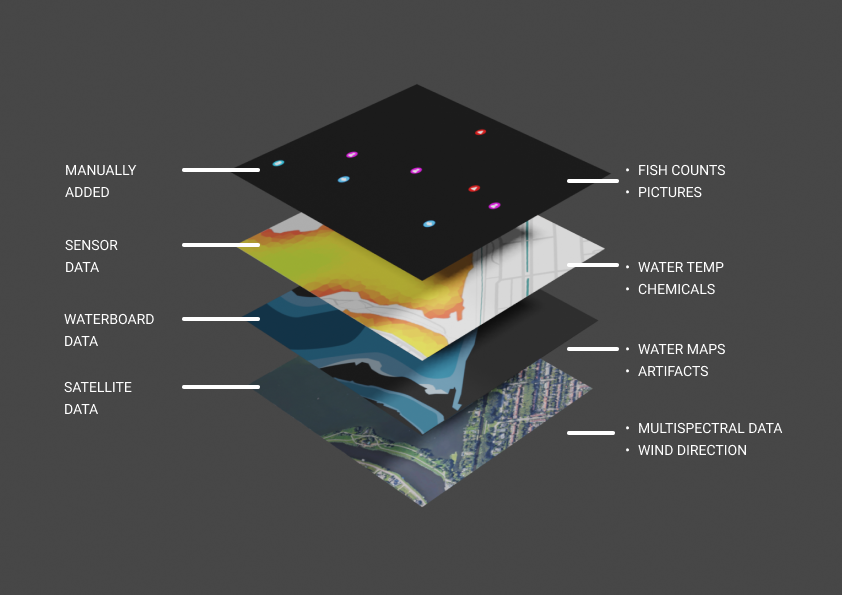 MANUALLY
ADDED
• FISH COUNTS
• PICTURES
SENSOR
DATA
• WATER TEMP
• CHEMICALS
WATERBOARD
DATA
• WATER MAPS
• ARTIFACTS
SATELLITE
DATA
• MULTISPECTRAL DATA
• WIND DIRECTION